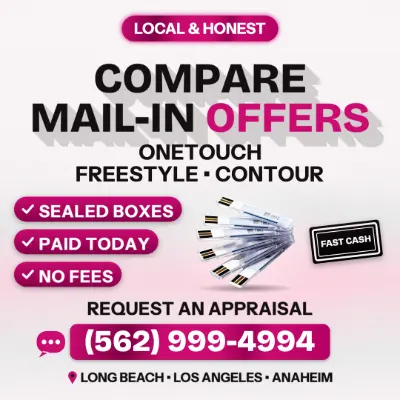 LOCAL & HONEST
COMPARE
MAIL-IN OFFERS
ONETOUCH
FREESTYLE • CONTOUR
SEALED BOXES
PAID TODAY
NO FEES
FAST CASH
REQUEST AN APPRAISAL
(562) 999-4994
LONG BEACH • LOS ANGELES • ANAHEIM